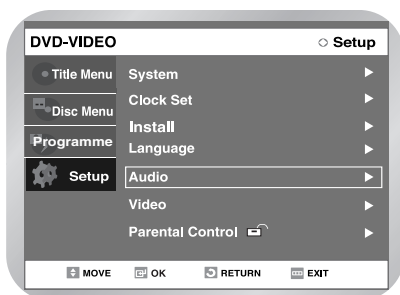 DVD-VIDEO
Setup
Title Menu
Disc Menu
Programme
Setup
System
Clock Set
Install
Language
Audio
Video
Parental Control
MOVE OK RETURN EXIT